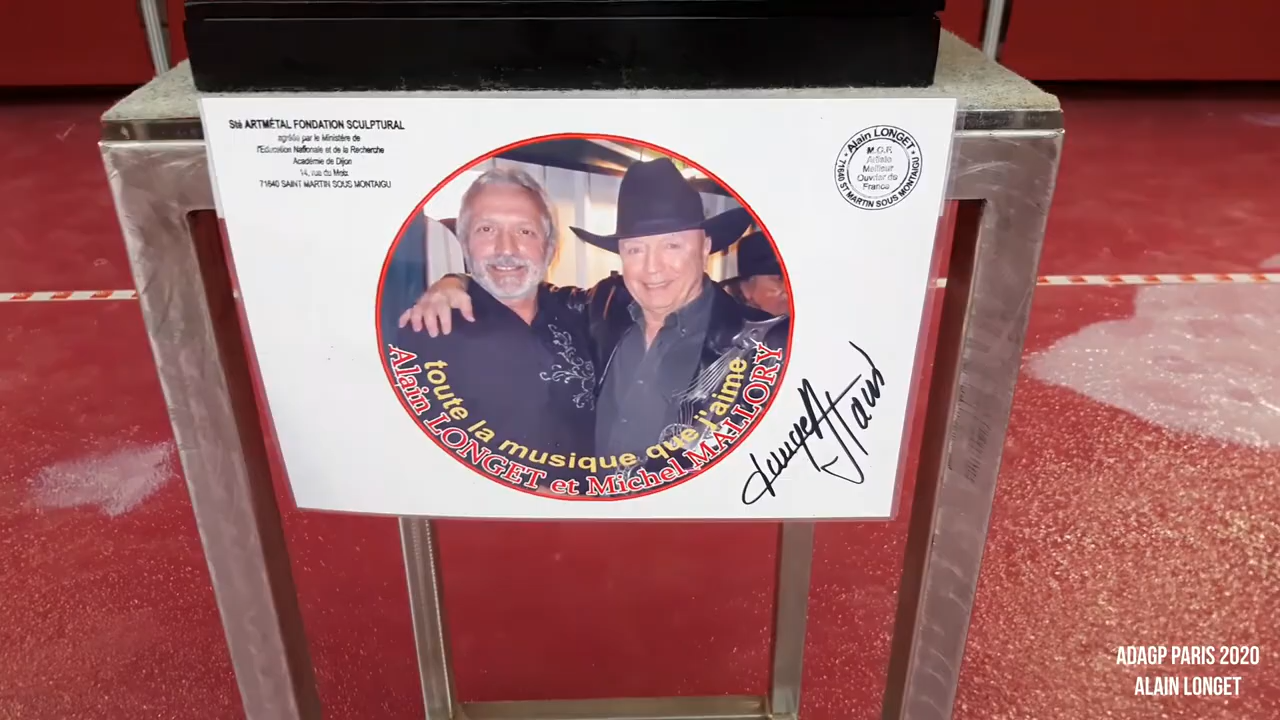 Sté ARTMÉTAL FONDATION SCULPTURAL
agréée par le Ministère de
l'Education Nationale et de la Recherche
Académie de Dijon
14, rue du Moix
71640 SAINT MARTIN SOUS MONTAIGU
• Alain LONGET •
71640 ST MARTIN SOUS MONTAIGU
M.O.F.
Artiste
Meilleur
Ouvrier de
France
toute la musique que j'aime
Alain LONGET et Michel MALLORY
ADAGP PARIS 2020
ALAIN LONGET